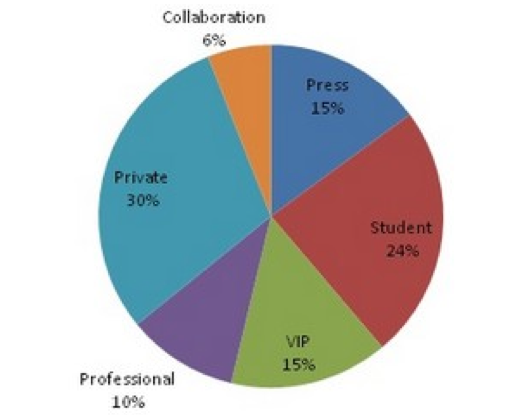 Collaboration
6%
Press
15%
Student
24%
VIP
15%
Professional
10%
Private
30%